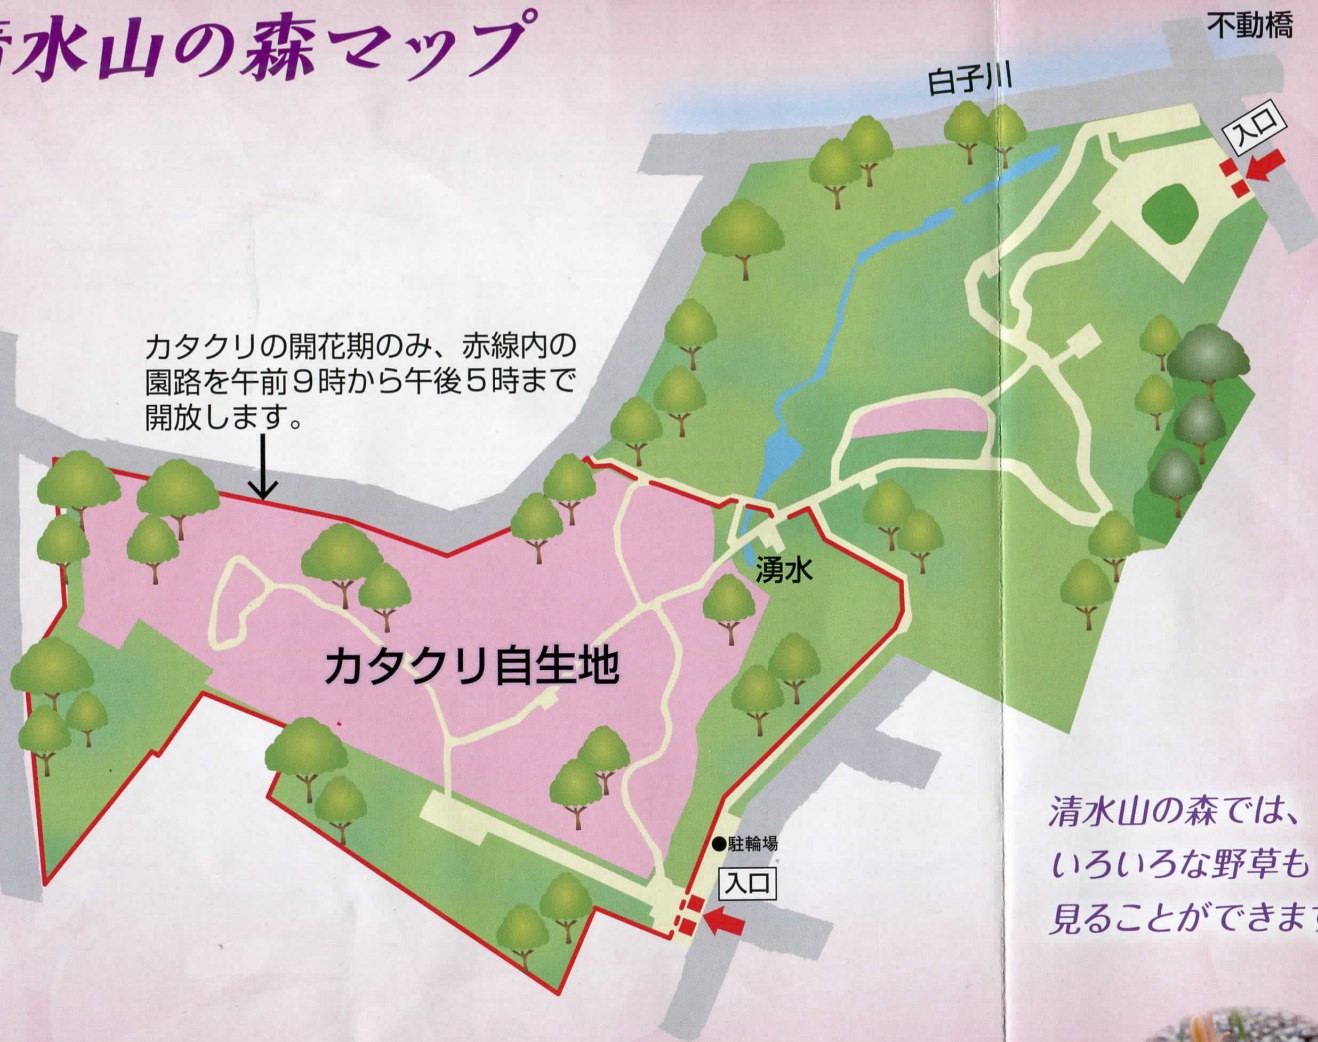 清水山の森マップ
不動橋
白子川
入口
カタクリの開花期のみ、赤線内の
園路を午前９時から午後５時まで
開放します。
湧水
カタクリ自生地
●駐輪場
入口
清水山の森では、
いろいろな野草も
見ることができます